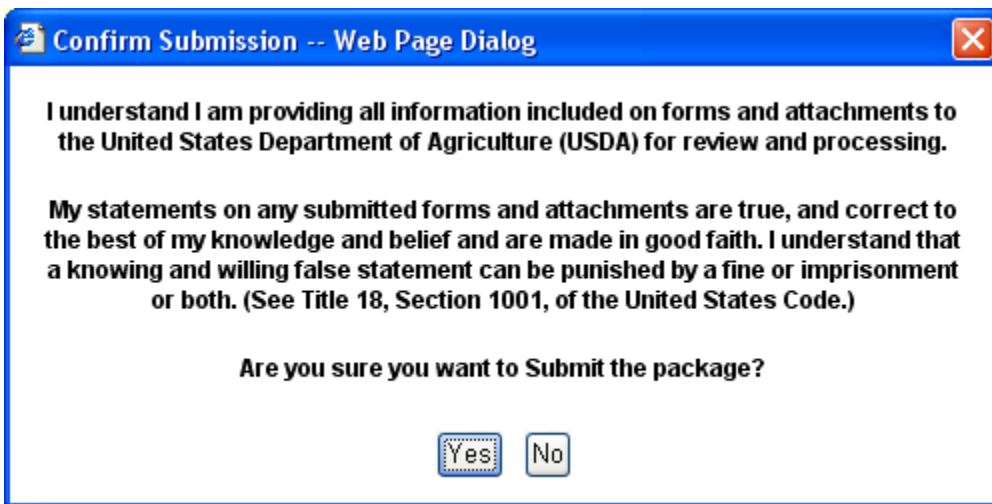 Confirm Submission -- Web Page Dialog
I understand I am providing all information included on forms and attachments to
the United States Department of Agriculture (USDA) for review and processing.
My statements on any submitted forms and attachments are true, and correct to
the best of my knowledge and belief and are made in good faith. I understand that
a knowing and willing false statement can be punished by a fine or imprisonment
or both. (See Title 18, Section 1001, of the United States Code.)
Are you sure you want to Submit the package?
Yes No